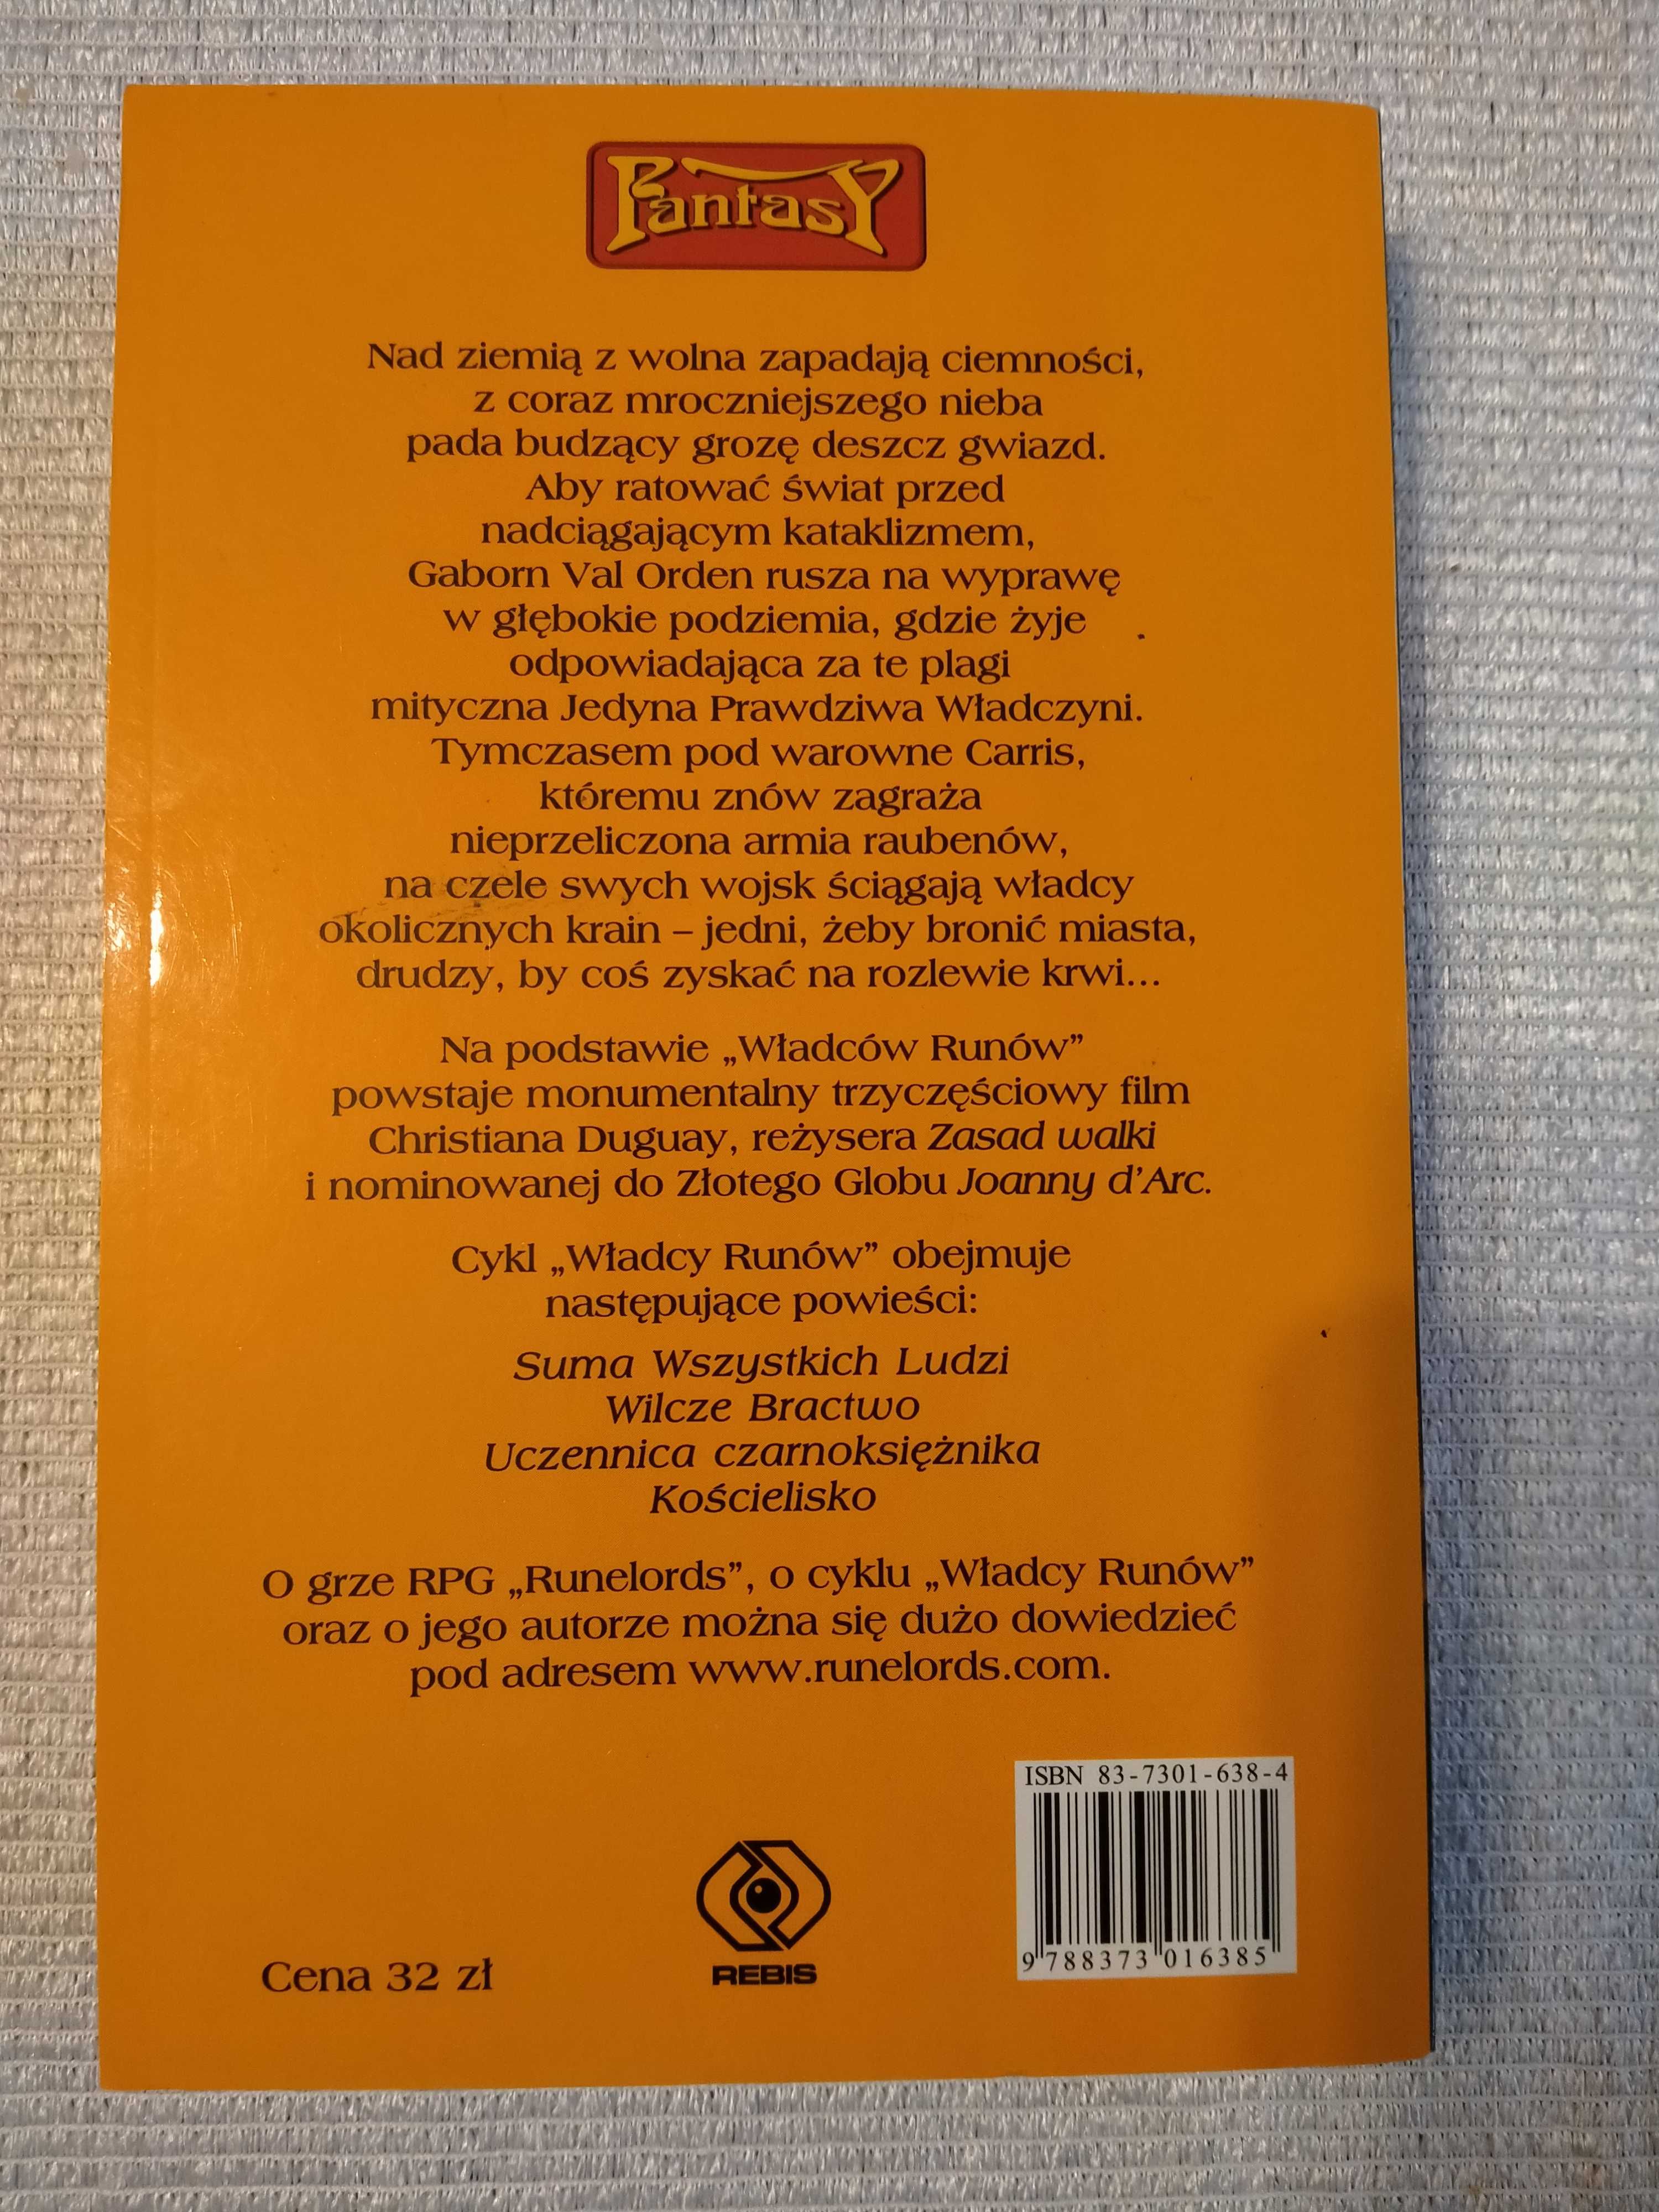 Fantasy
Nad ziemią z wolna zapadają ciemności,
z coraz mroczniejszego nieba
pada budzący grozę deszcz gwiazd.
Aby ratować świat przed
nadciągającym kataklizmem,
Gaborn Val Orden rusza na wyprawę
w głębokie podziemia, gdzie żyje
odpowiadająca za te plagi
mityczna Jedyna Prawdziwa Władczyni.
Tymczasem pod warowne Carris,
któremu znów zagraża
nieprzeliczona armia raubenów,
na czele swych wojsk ściągają władcy
okolicznych krain – jedni, żeby bronić miasta,
drudzy, by coś zyskać na rozlewie krwi...
Na podstawie „Władców Runów”
powstaje monumentalny trzyczęściowy film
Christiana Duguay, reżysera Zasad walki
i nominowanej do Złotego Globu Joanny d’Arc.
Cykl „Władcy Runów” obejmuje
następujące powieści:
Suma Wszystkich Ludzi
Wilcze Bractwo
Uczennica czarnoksiężnika
Kościelisko
O grze RPG „Runelords”, o cyklu „Władcy Runów”
oraz o jego autorze można się dużo dowiedzieć
pod adresem www.runelords.com.
ISBN 83-7301-638-4
9 788373 016385
REBIS
Cena 32 zł